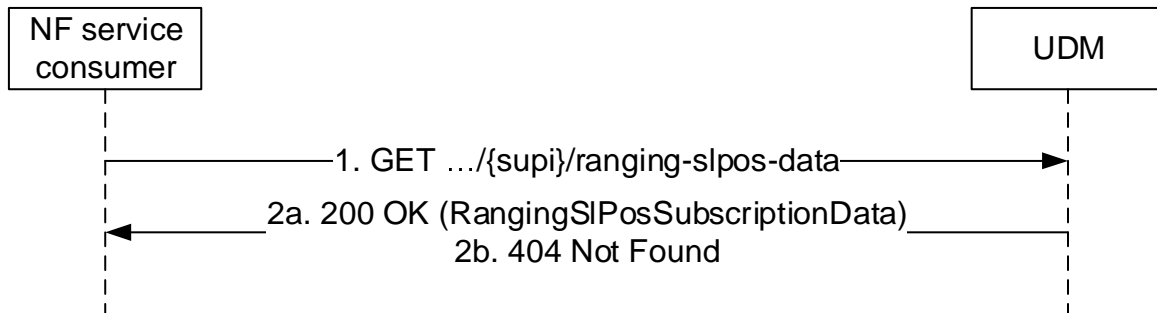 NF service
consumer
UDM
1. GET …/{supi}/ranging-slpos-data
2a. 200 OK (RangingSlPosSubscriptionData)
2b. 404 Not Found